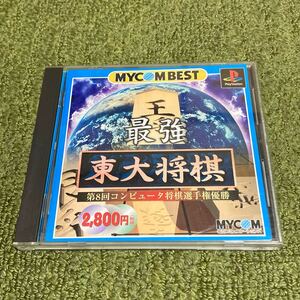 MYCOM BEST
PlayStation
王
最強
東大将棋
第8回コンピュータ将棋選手権優勝
2,800円
MYCOM